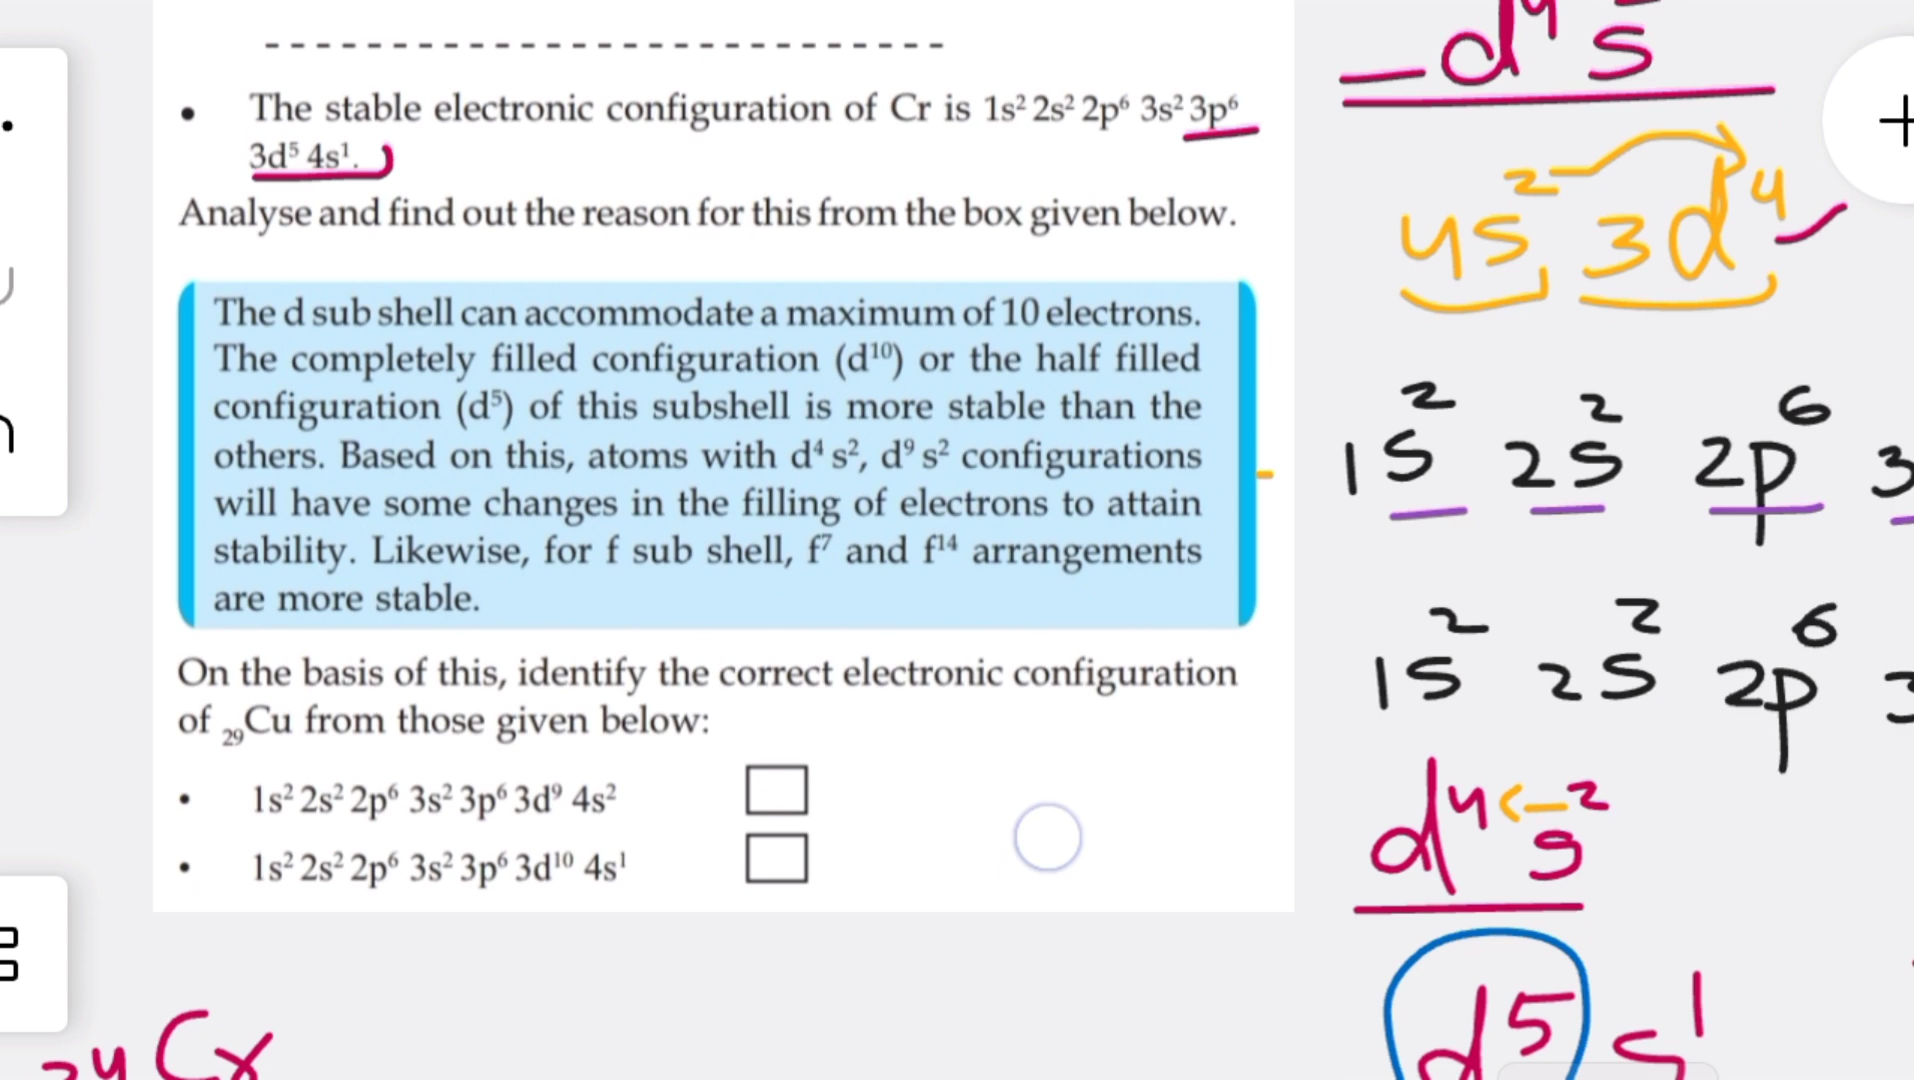 • The stable electronic configuration of Cr is 1s² 2s² 2p⁶ 3s² 3p⁶
3d⁵ 4s¹.
Analyse and find out the reason for this from the box given below.
The d sub shell can accommodate a maximum of 10 electrons.
The completely filled configuration (d¹⁰) or the half filled
configuration (d⁵) of this subshell is more stable than the
others. Based on this, atoms with d⁴ s², d⁹ s² configurations
will have some changes in the filling of electrons to attain
stability. Likewise, for f sub shell, f⁷ and f¹⁴ arrangements
are more stable.
On the basis of this, identify the correct electronic configuration
of ₂₉Cu from those given below:
• 1s² 2s² 2p⁶ 3s² 3p⁶ 3d⁹ 4s²
• 1s² 2s² 2p⁶ 3s² 3p⁶ 3d¹⁰ 4s¹
d⁴ s
4s² 3d⁴
1s² 2s² 2p⁶ 3
1s² 2s² 2p⁶ 3
d⁴ s²
d⁵ s¹
₂₄Cr